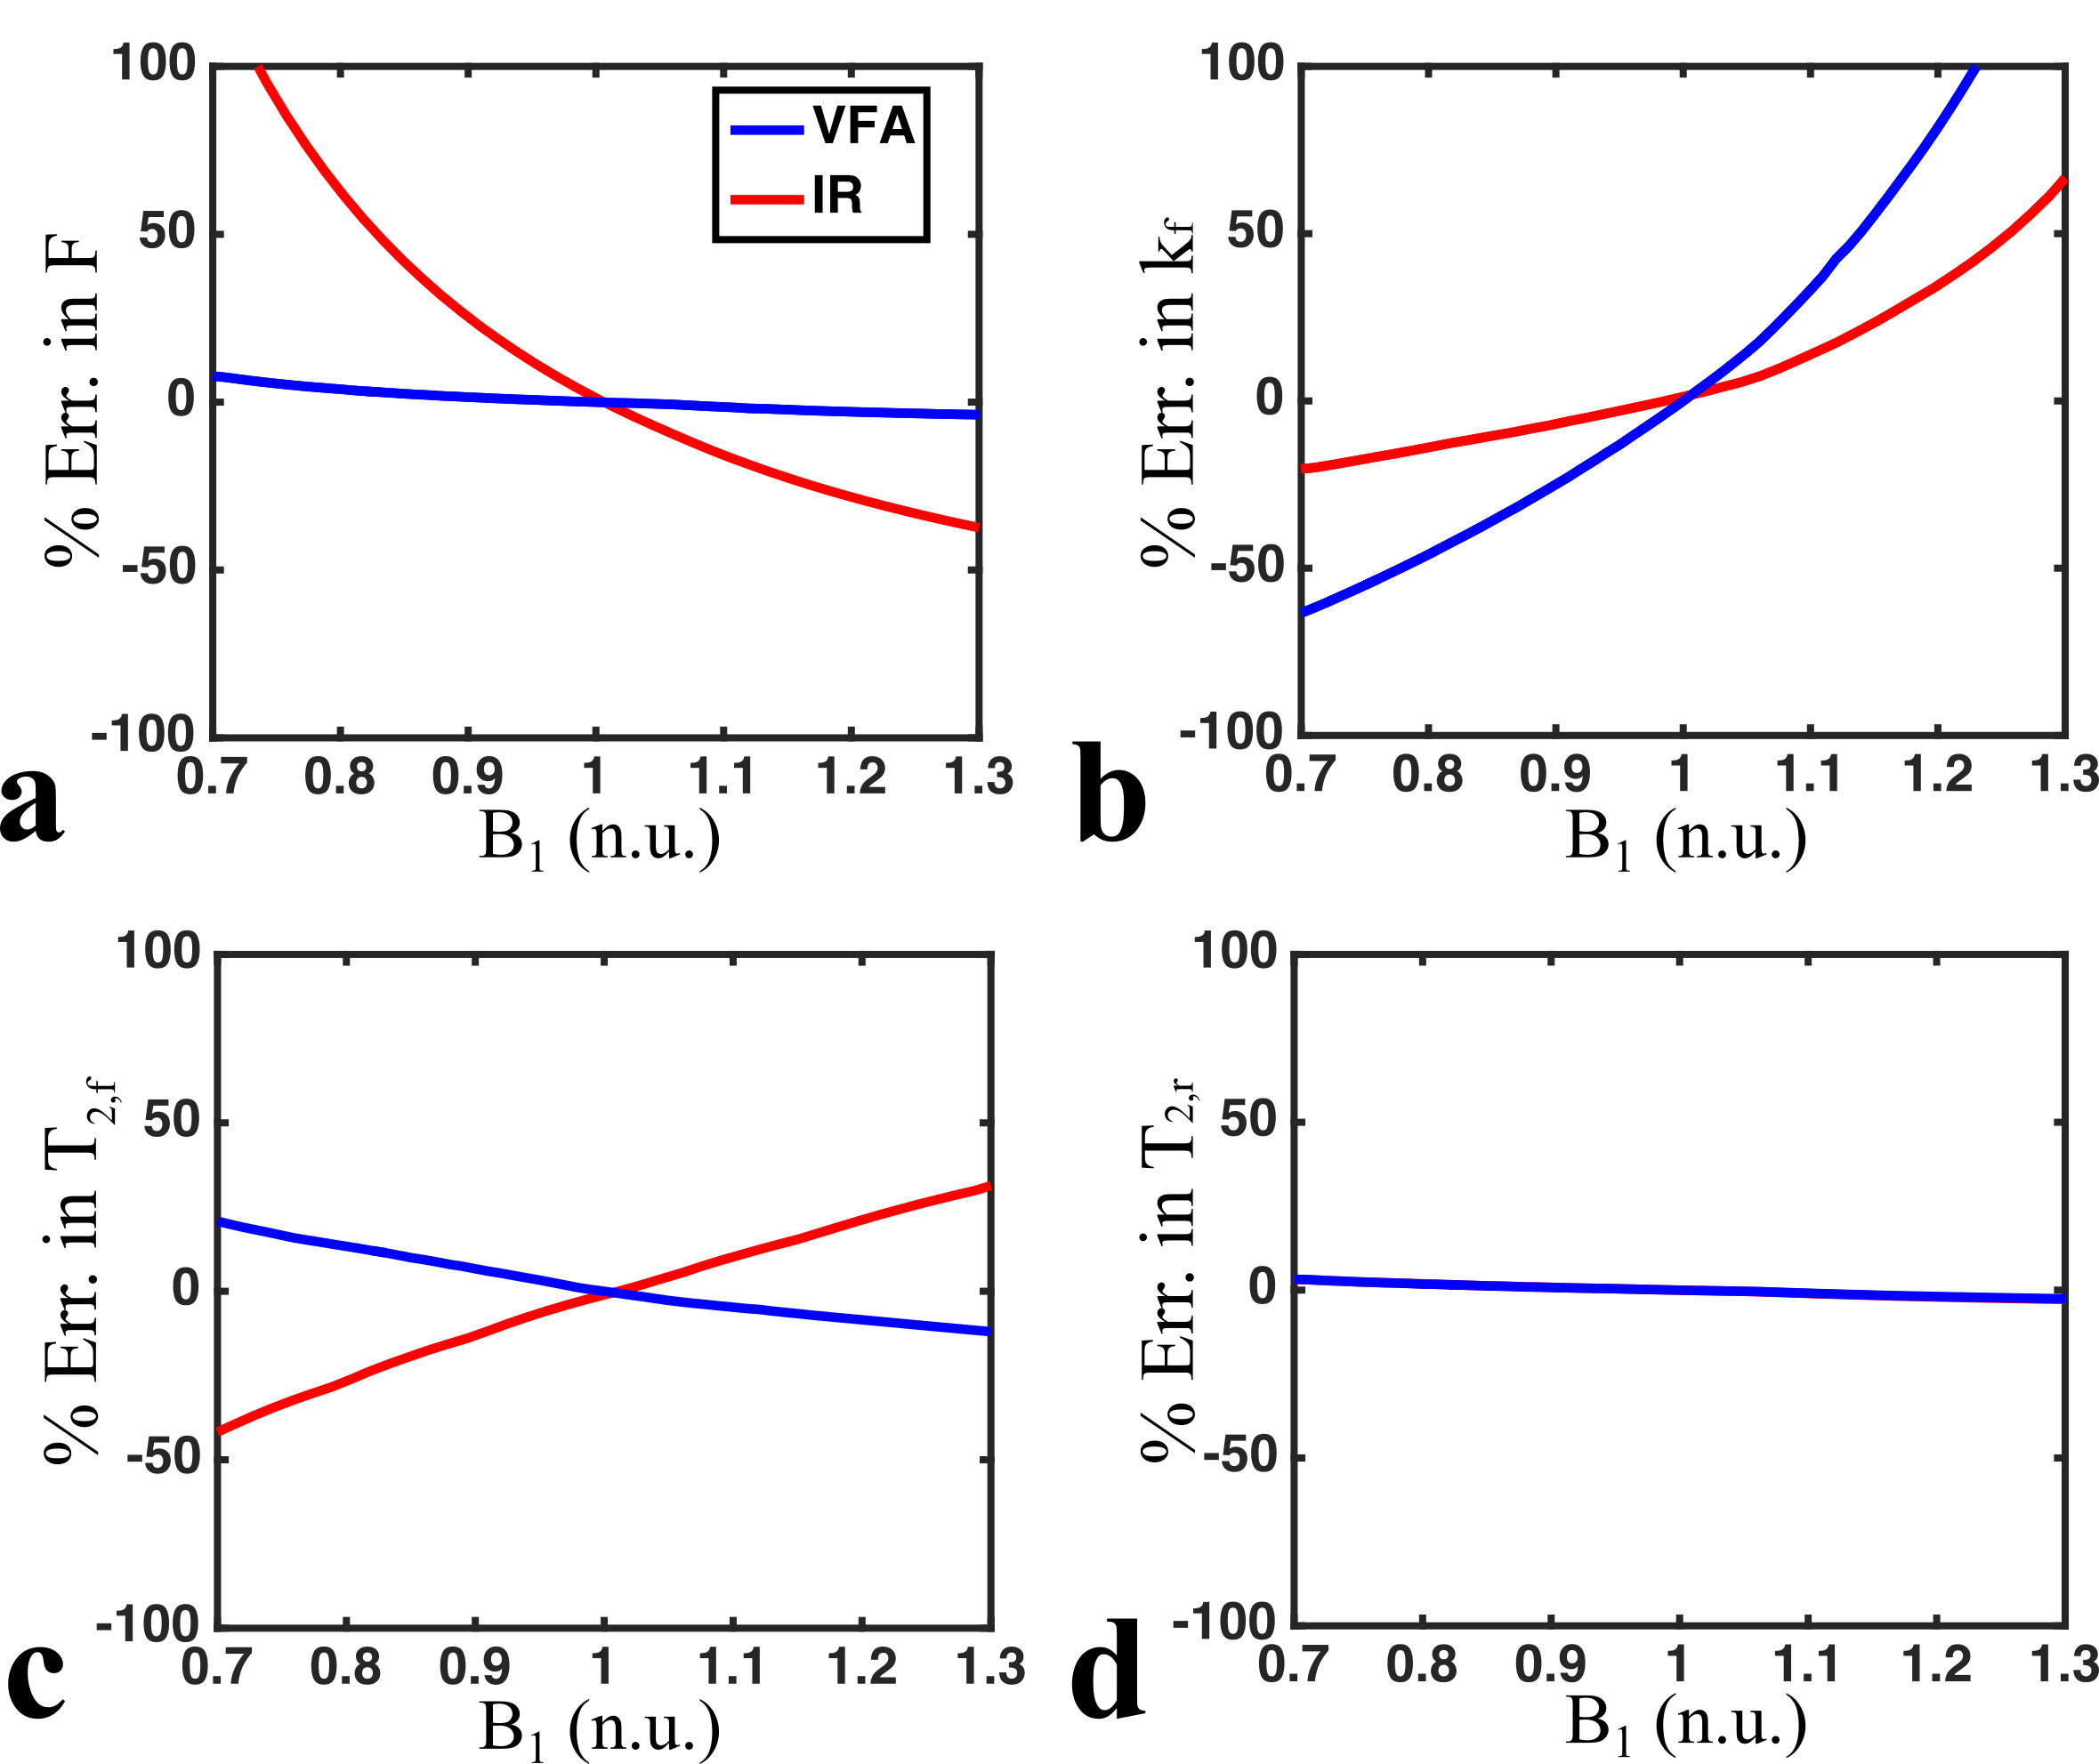 100
50
0
-50
-100
% Err. in F
VFA
IR
0.7 0.8 0.9 1 1.1 1.2 1.3
B1 (n.u.)
a
100
50
0
-50
-100
% Err. in kf
0.7 0.8 0.9 1 1.1 1.2 1.3
B1 (n.u.)
b
100
50
0
-50
-100
% Err. in T2,f
0.7 0.8 0.9 1 1.1 1.2 1.3
B1 (n.u.)
c
100
50
0
-50
-100
% Err. in T2,r
0.7 0.8 0.9 1 1.1 1.2 1.3
B1 (n.u.)
d